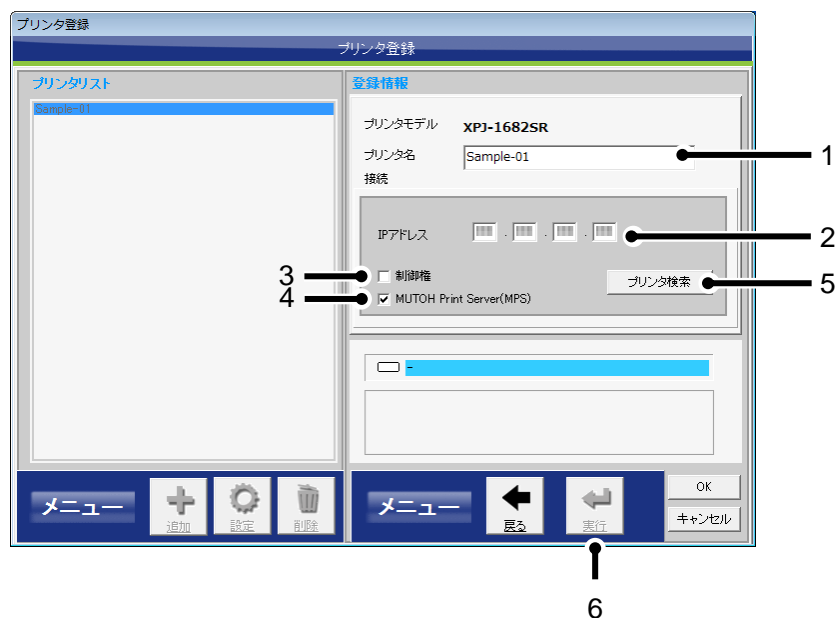 プリンタ登録
プリンタ登録
プリンタリスト
Sample-01
登録情報
プリンタモデル XPJ-1682SR
プリンタ名 Sample-01
接続
IPアドレス . . .
制御権
MUTOH Print Server(MPS)
プリンタ検索
-
メニュー
追加
設定
削除
メニュー
戻る
実行
OK
キャンセル
1
2
3
4
5
6